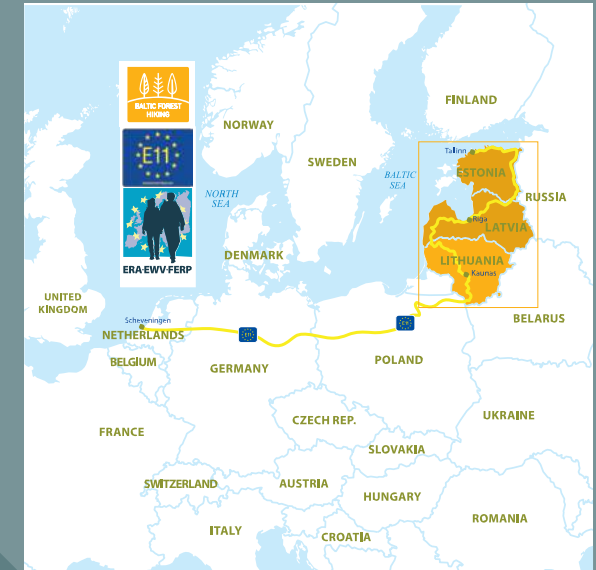 BALTIC FOREST
HIKING
E11
ERA-EWV-FERP
FINLAND
NORWAY
SWEDEN
Tallinn
ESTONIA
BALTIC
SEA
NORTH
SEA
RUSSIA
Riga
LATVIA
DENMARK
LITHUANIA
Kaunas
UNITED
KINGDOM
Scheveningen
NETHERLANDS
BELARUS
BELGIUM
GERMANY
POLAND
CZECH REP.
UKRAINE
FRANCE
SLOVAKIA
SWITZERLAND
AUSTRIA
HUNGARY
ROMANIA
ITALY
CROATIA